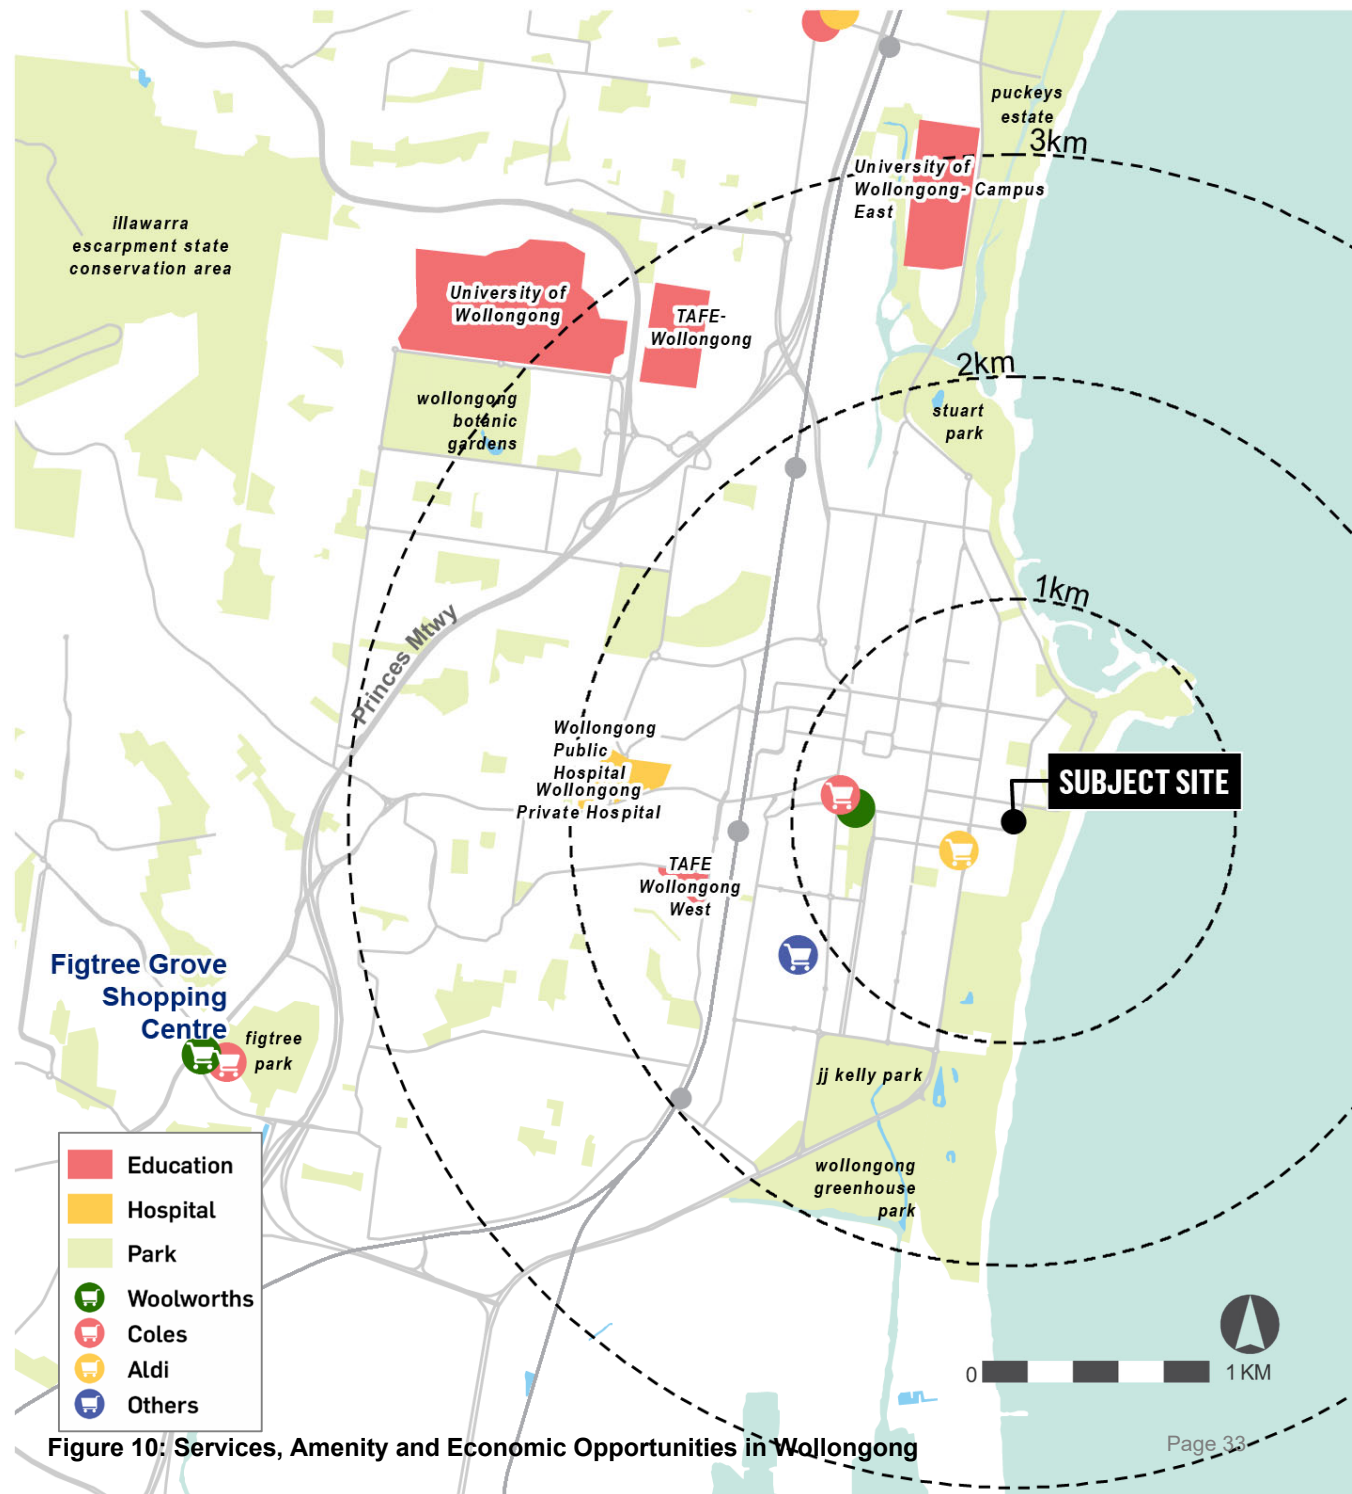 puckeys
estate
3km
University of
Wollongong- Campus
East
illawarra
escarpment state
conservation area
University of
Wollongong
TAFE-
Wollongong
2km
wollongong
botanic
gardens
stuart
park
1km
Princes Mtwy
Wollongong
Public
Hospital
Wollongong
Private Hospital
SUBJECT SITE
TAFE
Wollongong
West
Figtree Grove
Shopping
Centre
figtree
park
jj kelly park
wollongong
greenhouse
park
Education
Hospital
Park
Woolworths
Coles
Aldi
Others
0
1 KM
Figure 10: Services, Amenity and Economic Opportunities in Wollongong
Page 33